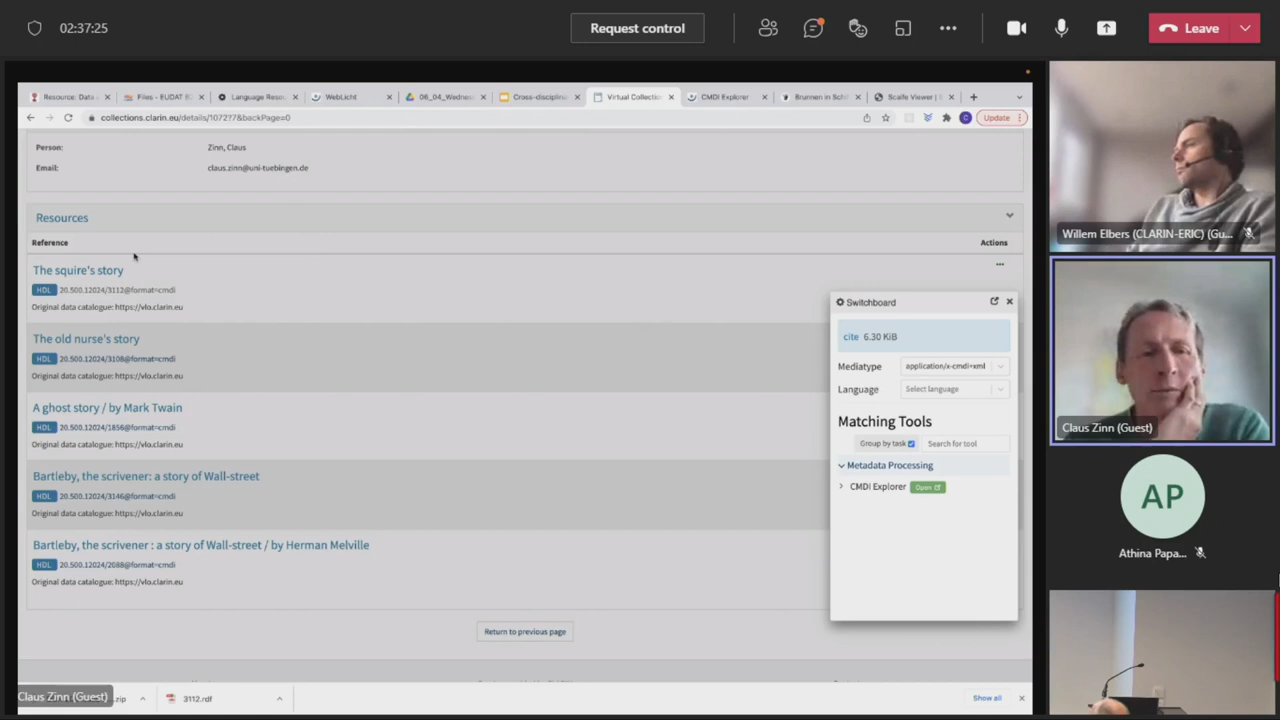 02:37:25
Request control
Leave
Resource: Data
Files - EUDAT B2
Language Resou
WebLicht
06_04_Wednes
Cross-disciplin
Virtual Collectio
CMDI Explorer
Brunnen in Schif
Scaife Viewer | E
collections.clarin.eu/details/1072?7&backPage=0
Update
Person:
Zinn, Claus
Email:
claus.zinn@uni-tuebingen.de
Resources
Reference
Actions
The squire's story
HDL 20.500.12024/3112@format=cmdi
Original data catalogue: https://vlo.clarin.eu
The old nurse's story
HDL 20.500.12024/3108@format=cmdi
Original data catalogue: https://vlo.clarin.eu
A ghost story / by Mark Twain
HDL 20.500.12024/1856@format=cmdi
Original data catalogue: https://vlo.clarin.eu
Bartleby, the scrivener: a story of Wall-street
HDL 20.500.12024/3146@format=cmdi
Original data catalogue: https://vlo.clarin.eu
Bartleby, the scrivener : a story of Wall-street / by Herman Melville
HDL 20.500.12024/2088@format=cmdi
Original data catalogue: https://vlo.clarin.eu
Return to previous page
Switchboard
cite 6.30 KiB
Mediatype application/x-cmdi+xml
Language Select language
Matching Tools
Group by task Search for tool
Metadata Processing
CMDI Explorer Open
Claus Zinn (Guest)
.zip
3112.rdf
Show all
Willem Elbers (CLARIN-ERIC) (Gu...
Claus Zinn (Guest)
AP
Athina Papa...